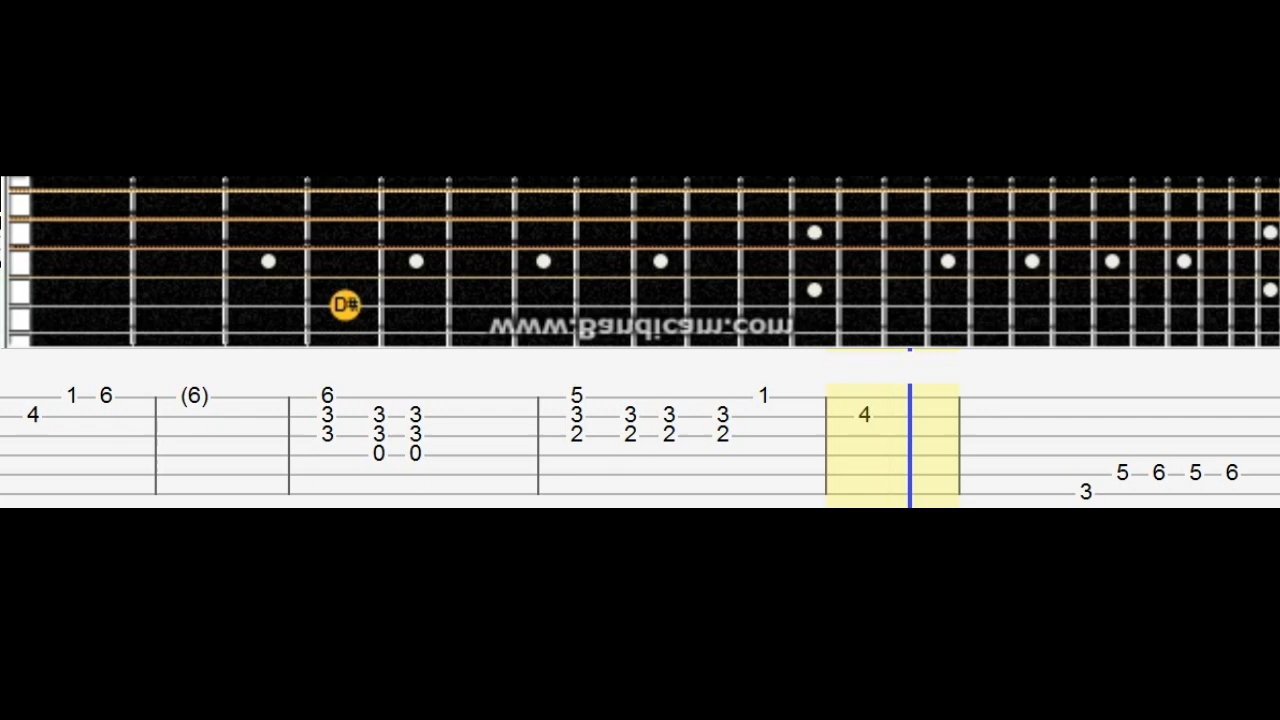 D#
www.Bandicam.com
1 6 (6) 6 5 1
4 3 3 3 3 3 3 3 4
3 3 3 2 2 2 2
0 0
5 6 5 6
3